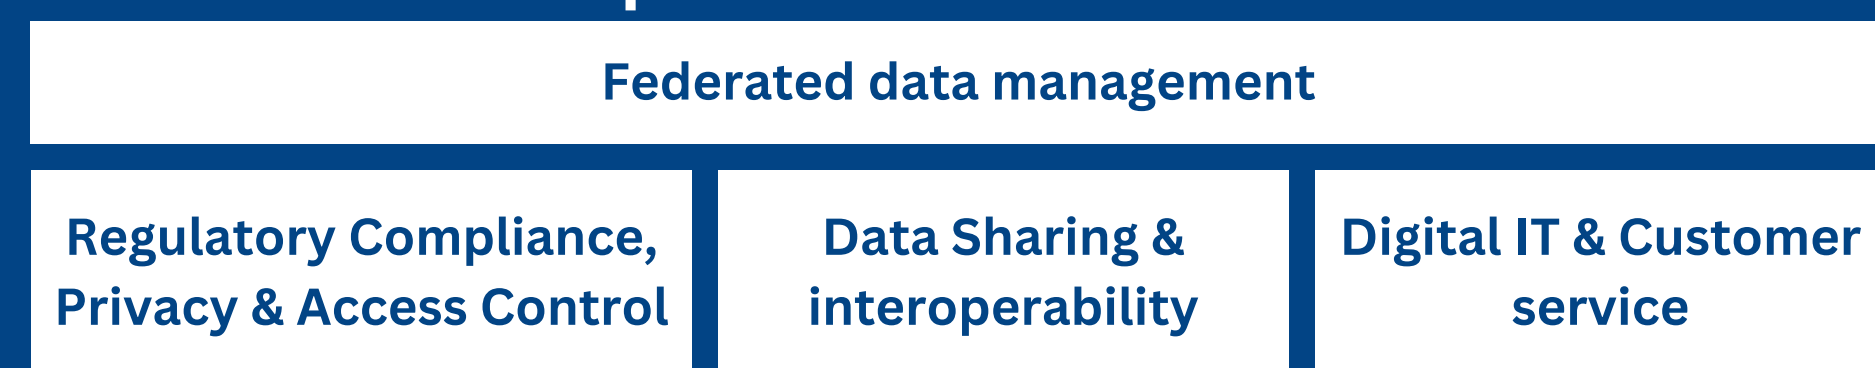 Federated data management
Regulatory Compliance,
Privacy & Access Control
Data Sharing &
interoperability
Digital IT & Customer
service